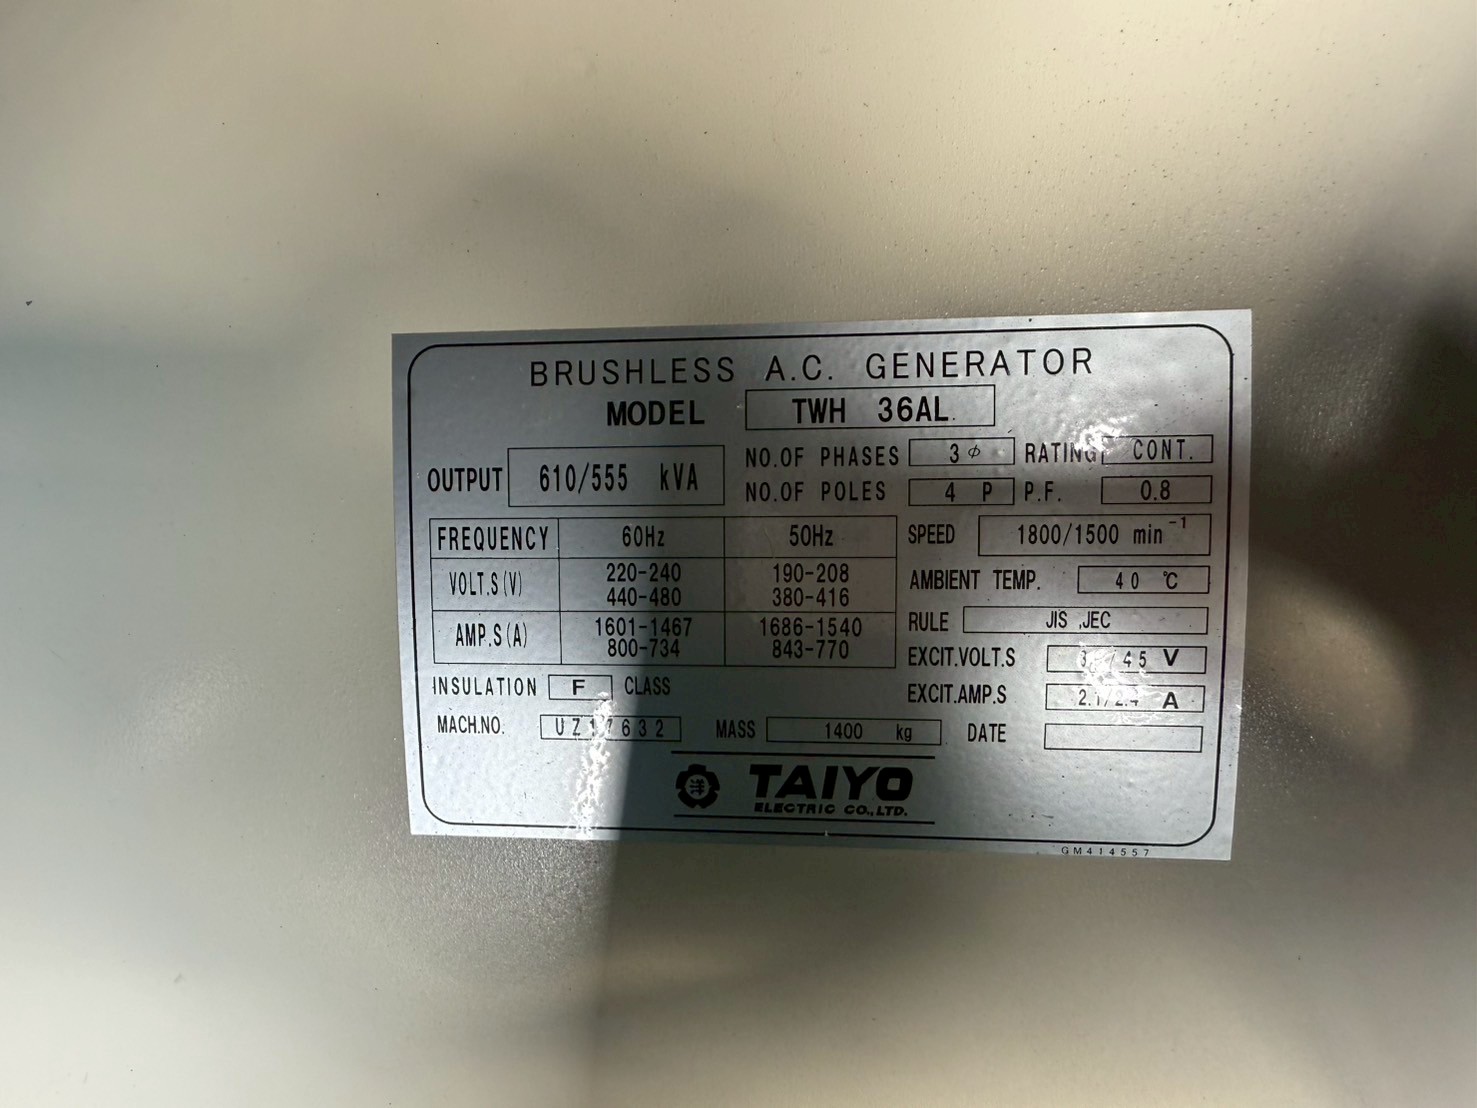 BRUSHLESS A.C. GENERATOR
MODEL TWH 36AL
OUTPUT 610/555 kVA
NO.OF PHASES 3φ RATING CONT.
NO.OF POLES 4 P P.F. 0.8
FREQUENCY 60Hz 50Hz
VOLT.S(V) 220-240 190-208
440-480 380-416
AMP.S(A) 1601-1467 1686-1540
800-734 843-770
SPEED 1800/1500 min⁻¹
AMBIENT TEMP. 40 ℃
RULE JIS ,JEC
EXCIT.VOLT.S /45 V
EXCIT.AMP.S A
INSULATION F CLASS
MACH.NO. UZ17632 MASS 1400 kg DATE
洋 TAIYO
ELECTRIC CO.,LTD.
GM414557